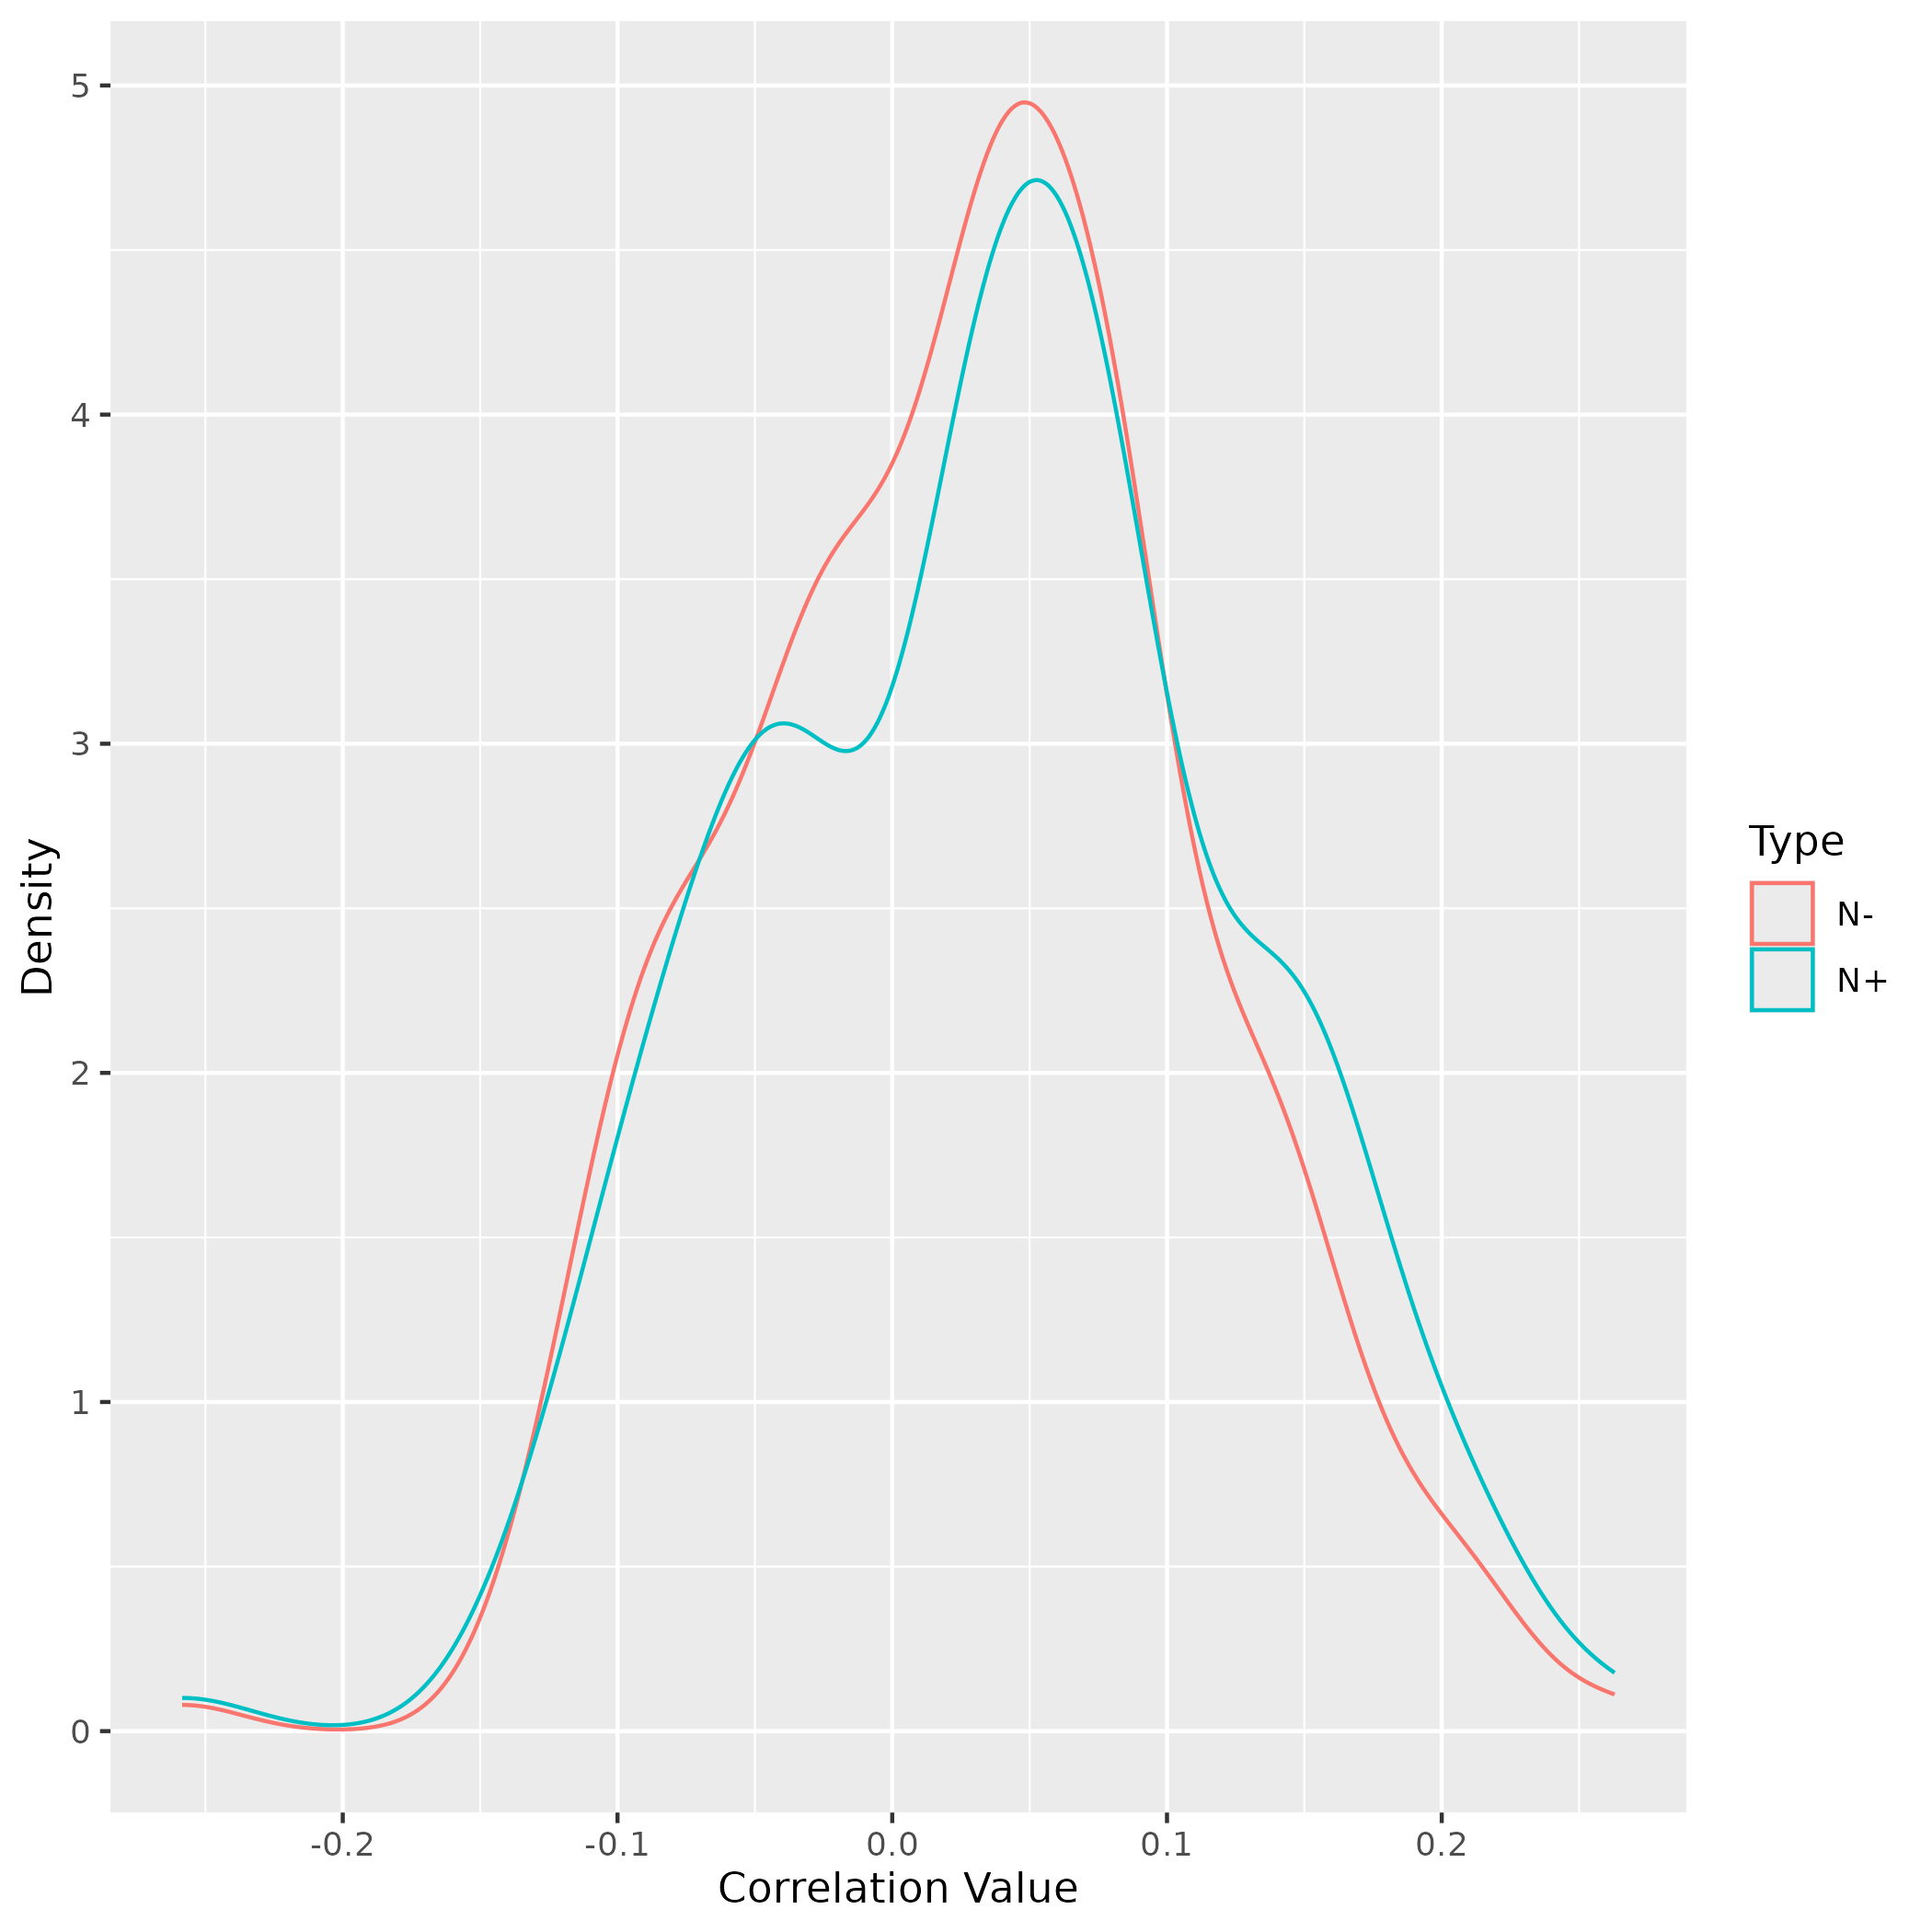 5
4
3
2
1
0
Density
-0.2 -0.1 0.0 0.1 0.2
Correlation Value
Type
N-
N+